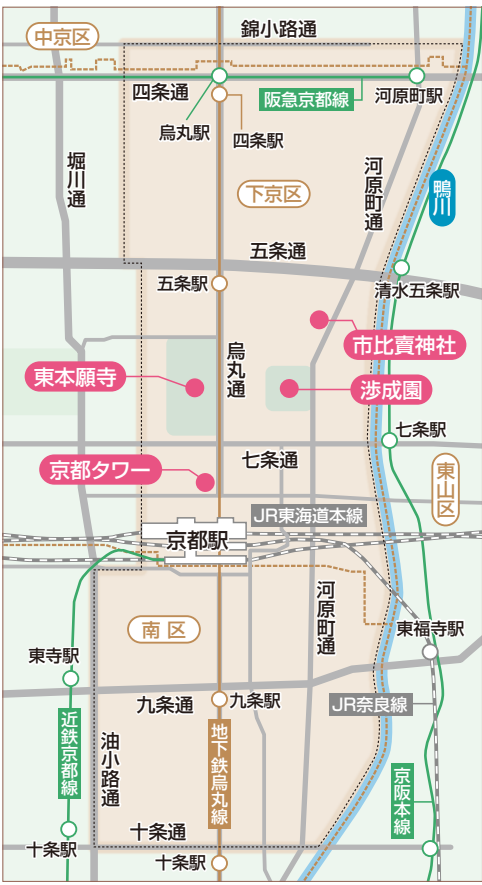 錦小路通
中京区
四条通
阪急京都線
河原町駅
烏丸駅
四条駅
堀川通
下京区
河原町通
鴨川
五条通
五条駅
清水五条駅
市比賣神社
烏丸通
東本願寺
渉成園
七条駅
七条通
京都タワー
東山区
JR東海道本線
京都駅
河原町通
南区
東福寺駅
東寺駅
九条通
九条駅
JR奈良線
近鉄京都線
油小路通
地下鉄烏丸線
京阪本線
十条通
十条駅
十条駅